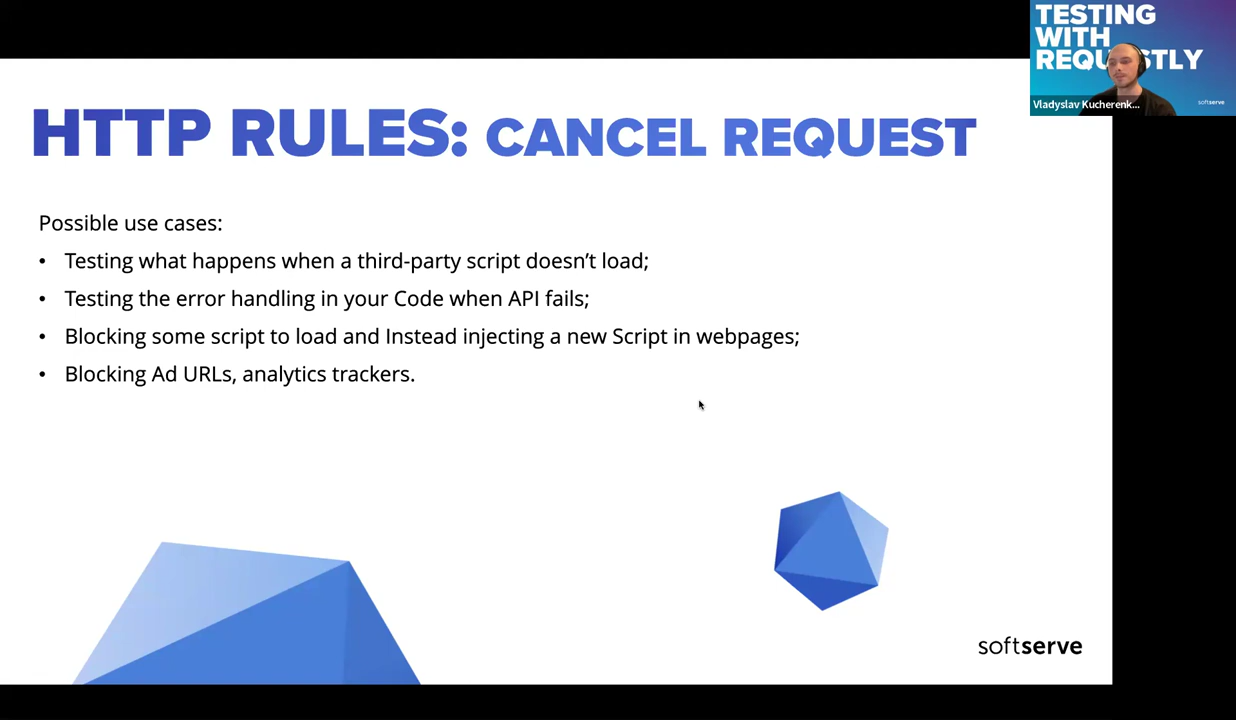 HTTP RULES: CANCEL REQUEST
Possible use cases:
• Testing what happens when a third-party script doesn’t load;
• Testing the error handling in your Code when API fails;
• Blocking some script to load and Instead injecting a new Script in webpages;
• Blocking Ad URLs, analytics trackers.
softserve
TESTING
WITH
Vladyslav Kucherenk...
softserve